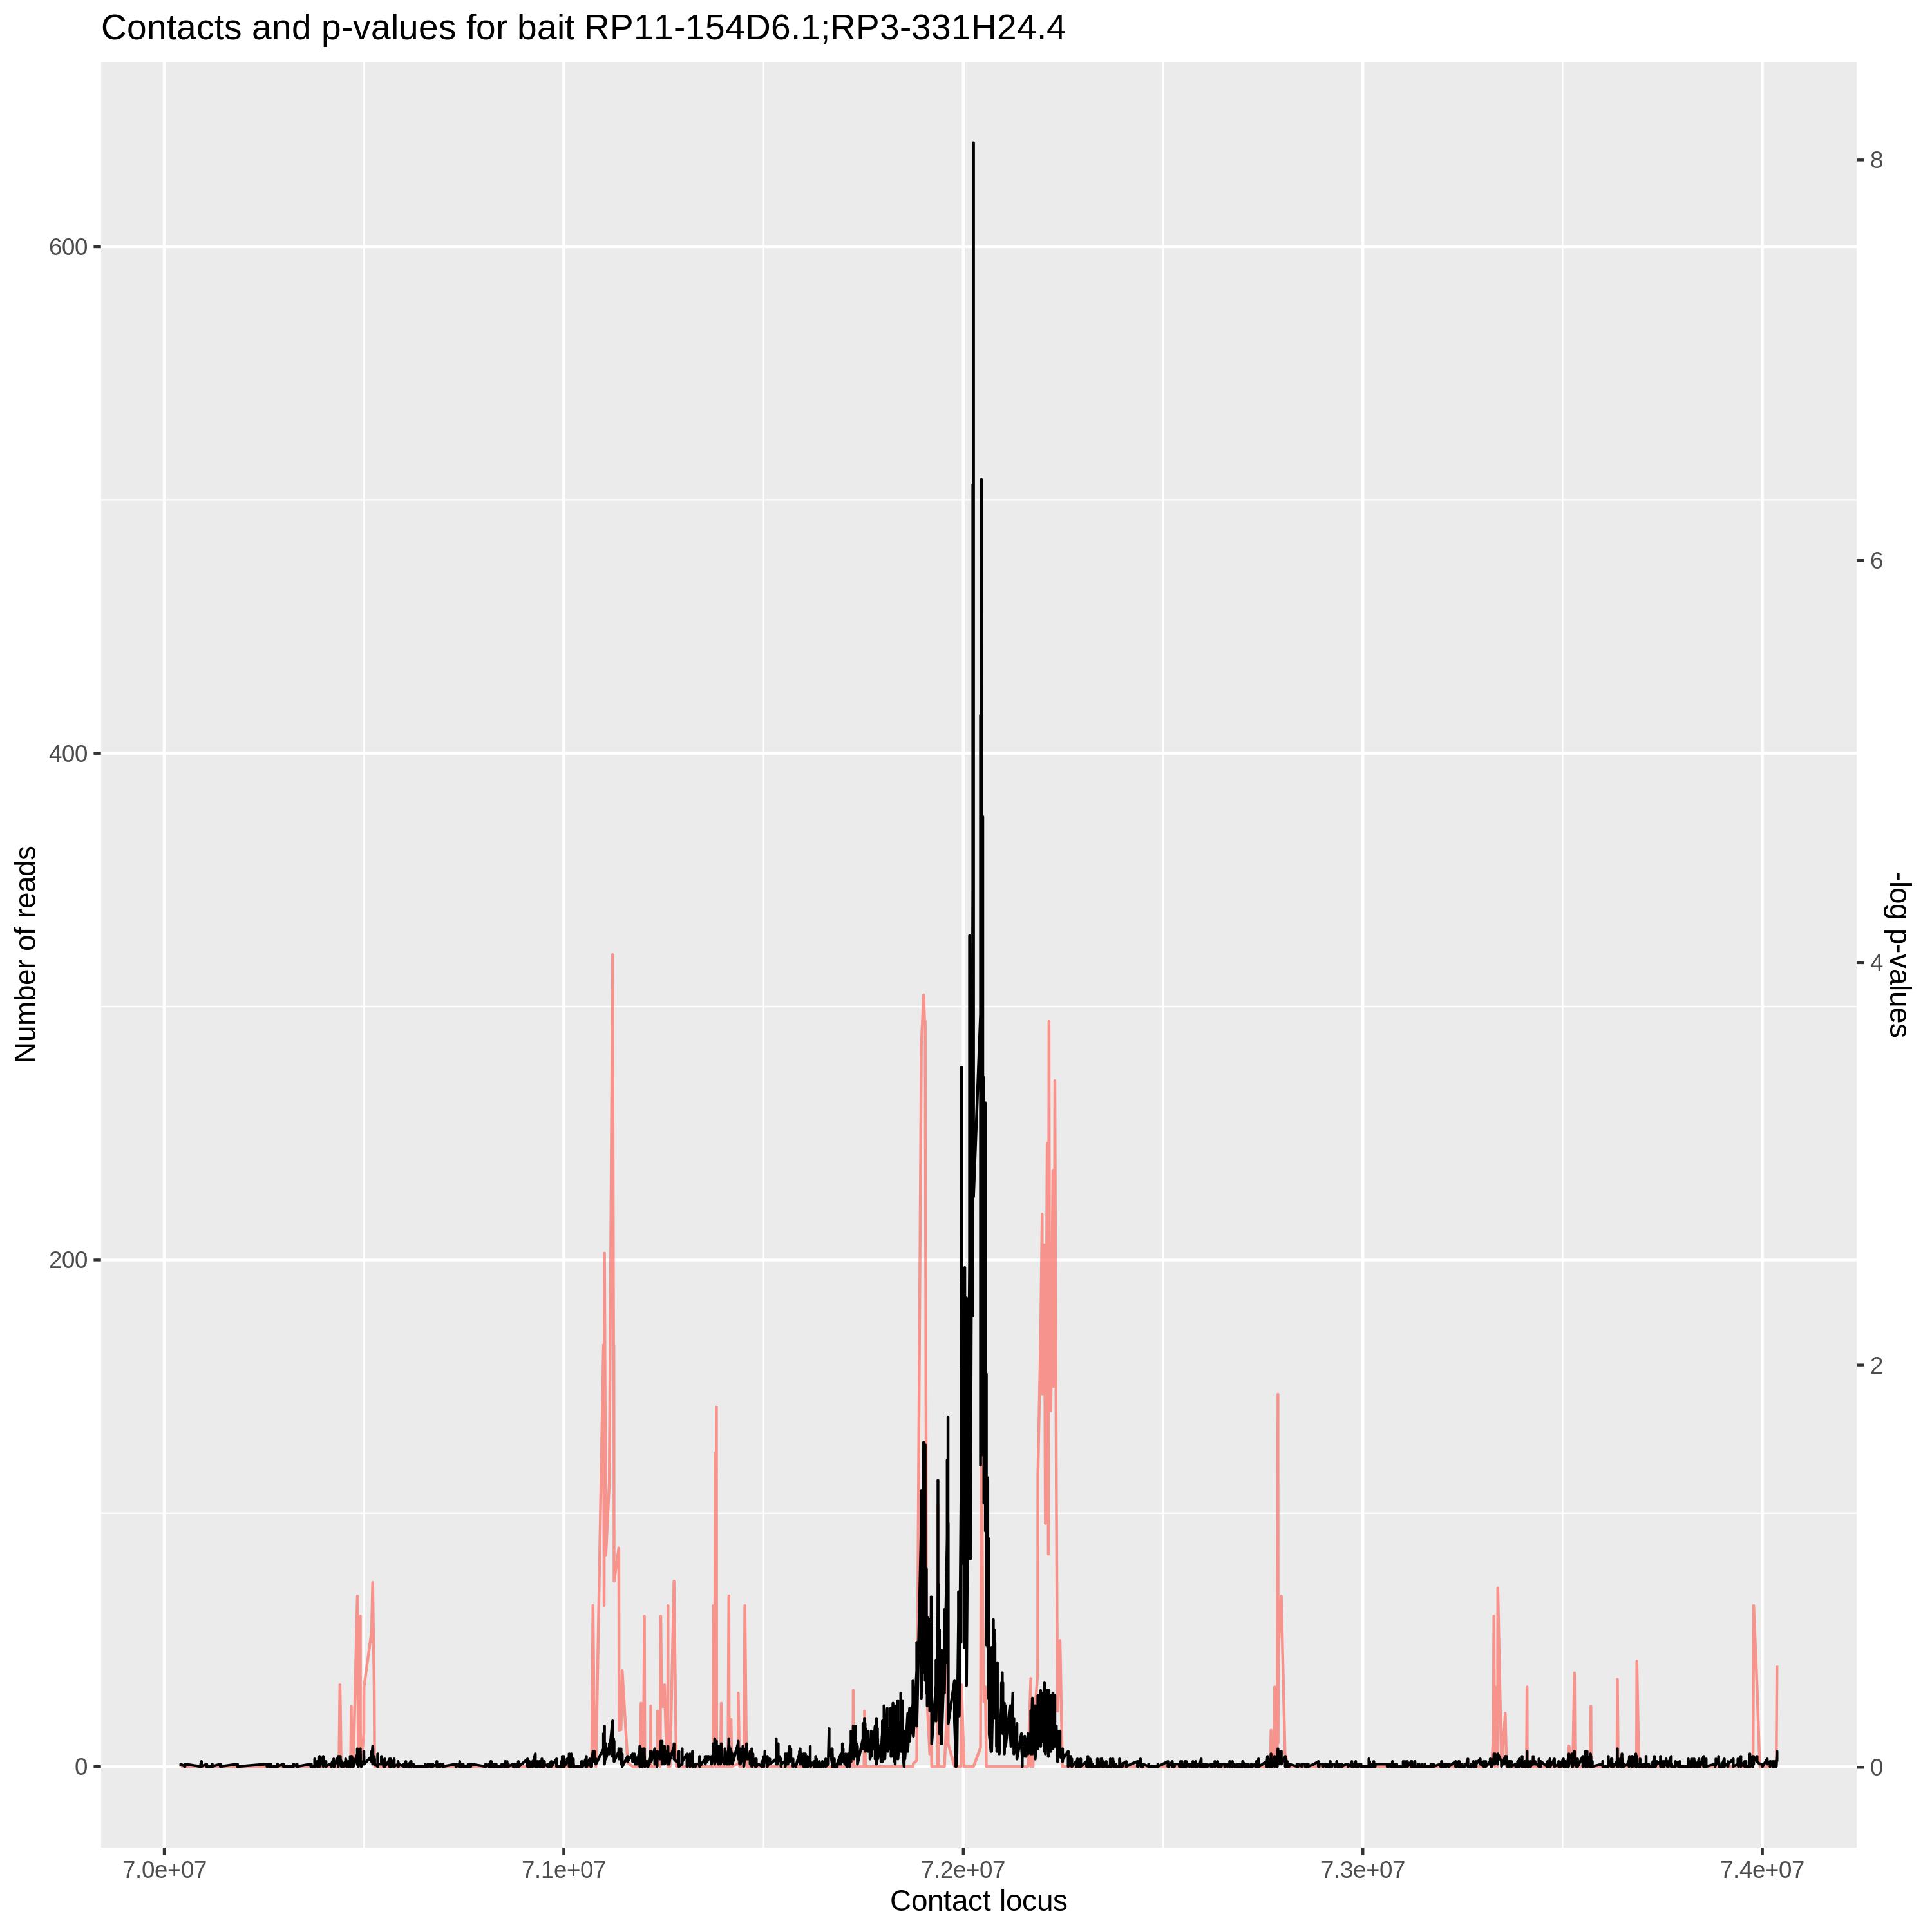 Contacts and p-values for bait RP11-154D6.1;RP3-331H24.4
600
400
200
0
Number of reads
8
6
4
2
0
-log p-values
7.0e+07
7.1e+07
7.2e+07
7.3e+07
7.4e+07
Contact locus